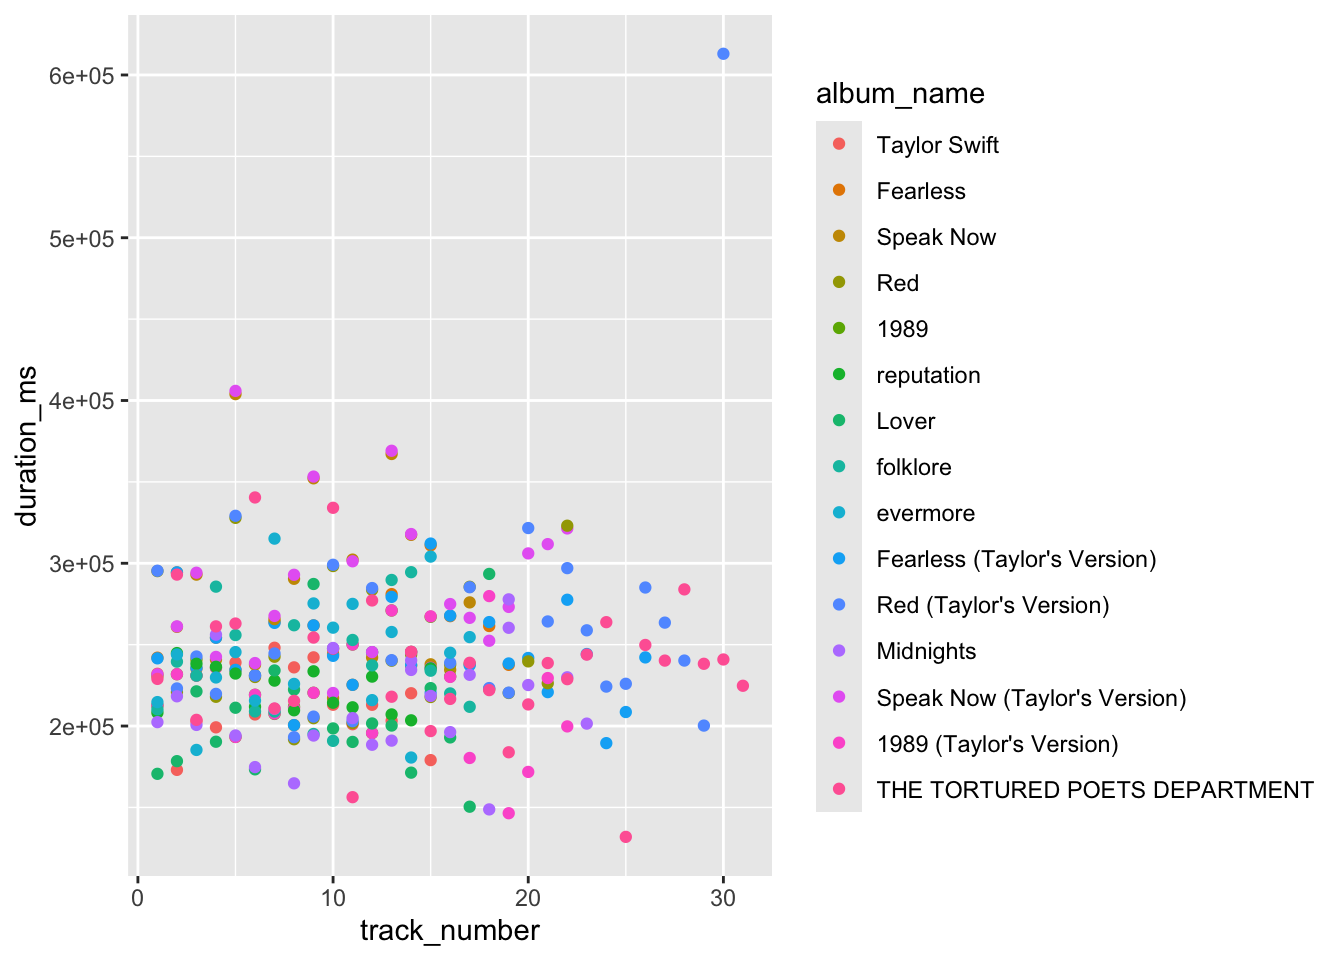 6e+05
5e+05
4e+05
3e+05
2e+05
duration_ms
0
10
20
30
track_number
album_name
Taylor Swift
Fearless
Speak Now
Red
1989
reputation
Lover
folklore
evermore
Fearless (Taylor's Version)
Red (Taylor's Version)
Midnights
Speak Now (Taylor's Version)
1989 (Taylor's Version)
THE TORTURED POETS DEPARTMENT